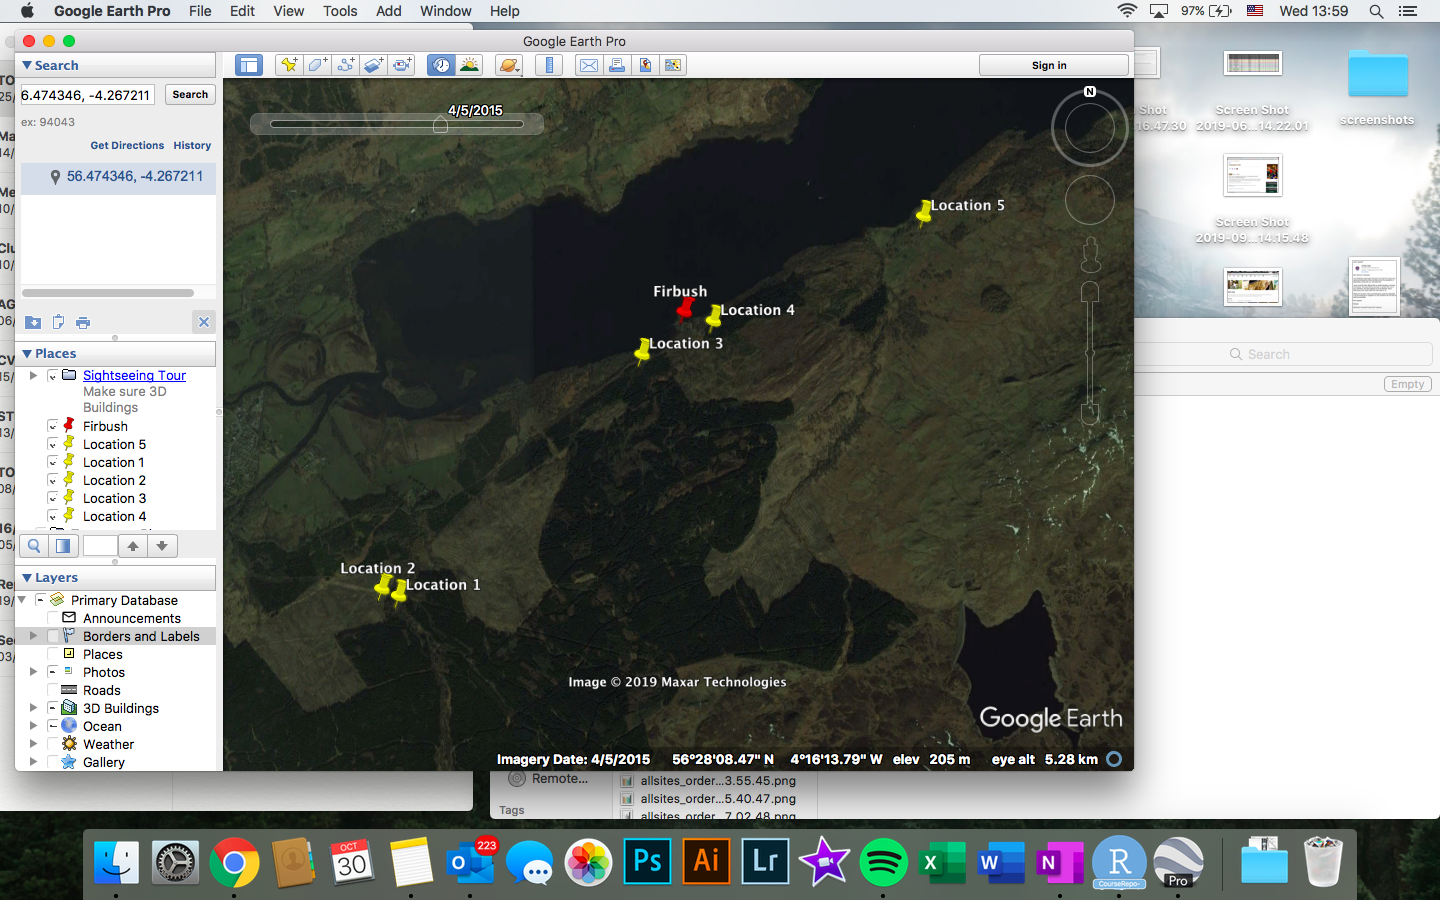 Google Earth Pro File Edit View Tools Add Window Help
97% Wed 13:59
Google Earth Pro
Search
6.474346, -4.267211 Search
ex: 94043
Get Directions History
56.474346, -4.267211
Places
Sightseeing Tour
Make sure 3D
Buildings
Firbush
Location 5
Location 1
Location 2
Location 3
Location 4
Layers
Primary Database
Announcements
Borders and Labels
Places
Photos
Roads
3D Buildings
Ocean
Weather
Gallery
Sign in
4/5/2015
N
Location 5
Firbush
Location 4
Location 3
Location 2
Location 1
Image © 2019 Maxar Technologies
Google Earth
Imagery Date: 4/5/2015 56°28'08.47" N 4°16'13.79" W elev 205 m eye alt 5.28 km
Shot
16.47.30
Screen Shot
2019-06...14.22.01
screenshots
Screen Shot
2019-09...14.15.48
Search
Empty
Remote...
Tags
allsites_order...3.55.45.png
allsites_order...5.40.47.png
allsites_order...7.02.48.png
OCT
30
223
Ps
Ai
Lr
X
W
N
R
CourseRepo-
Pro